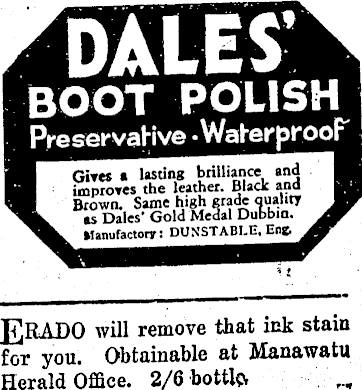 DALES'
BOOT POLISH
Preservative · Waterproof
Gives a lasting brilliance and
improves the leather. Black and
Brown. Same high grade quality
as Dales' Gold Medal Dubbin.
Manufactory: DUNSTABLE, Eng.
ERADO will remove that ink stain
for you. Obtainable at Manawatu
Herald Office. 2/6 bottle.